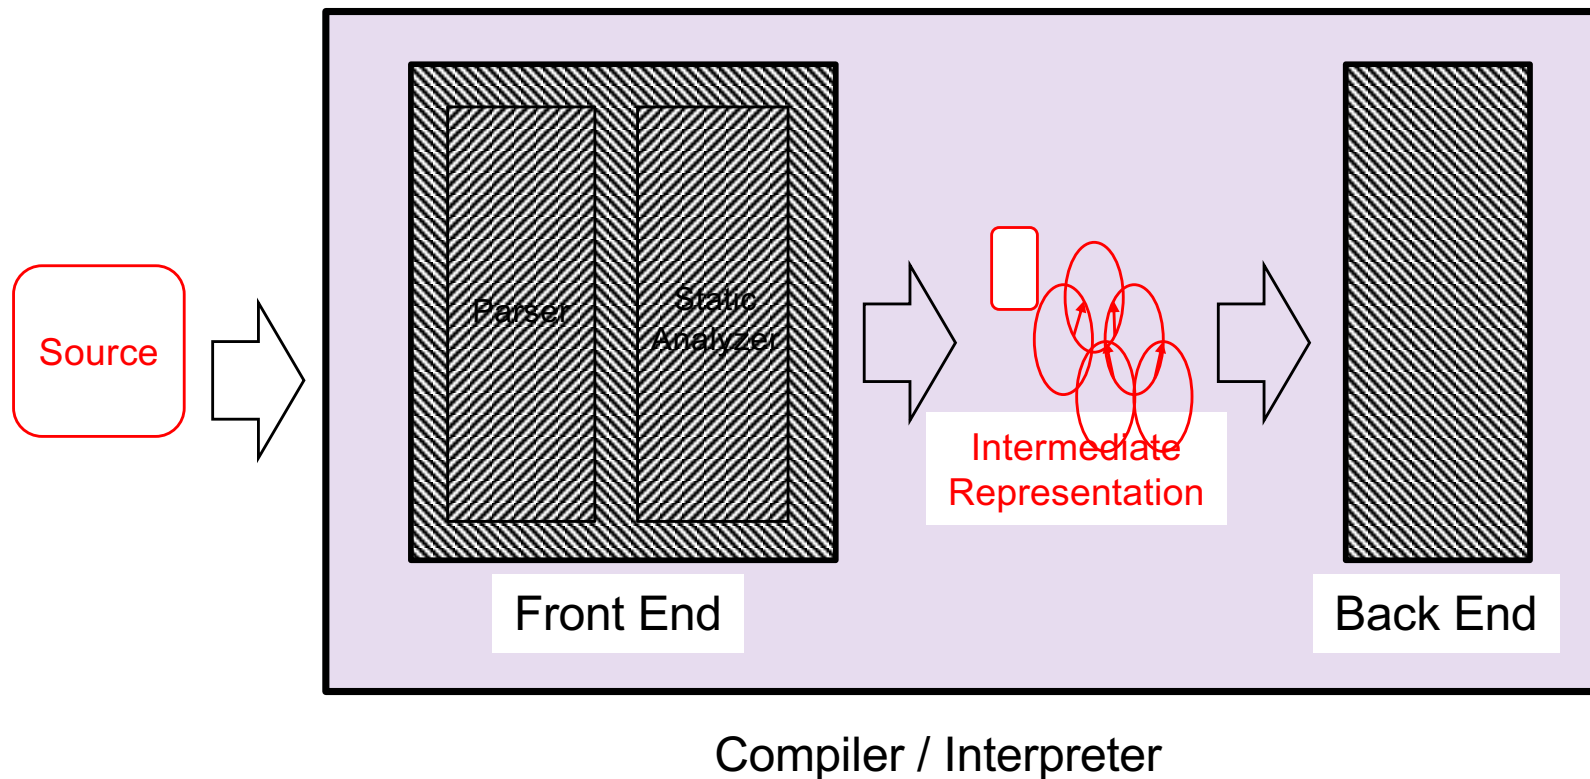 Source
Parser
Static
Analyzer
Intermediate
Representation
Front End
Back End
Compiler / Interpreter